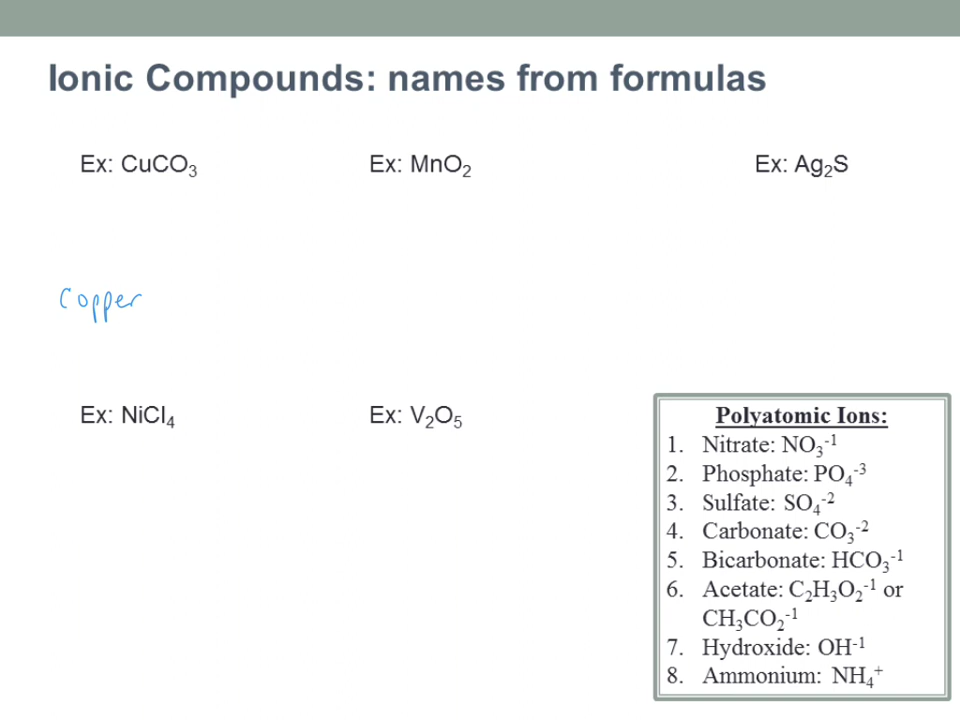 Ionic Compounds: names from formulas
Ex: CuCO₃
Ex: MnO₂
Ex: Ag₂S
Copper
Ex: NiCl₄
Ex: V₂O₅
Polyatomic Ions:
1. Nitrate: NO₃⁻¹
2. Phosphate: PO₄⁻³
3. Sulfate: SO₄⁻²
4. Carbonate: CO₃⁻²
5. Bicarbonate: HCO₃⁻¹
6. Acetate: C₂H₃O₂⁻¹ or
CH₃CO₂⁻¹
7. Hydroxide: OH⁻¹
8. Ammonium: NH₄⁺